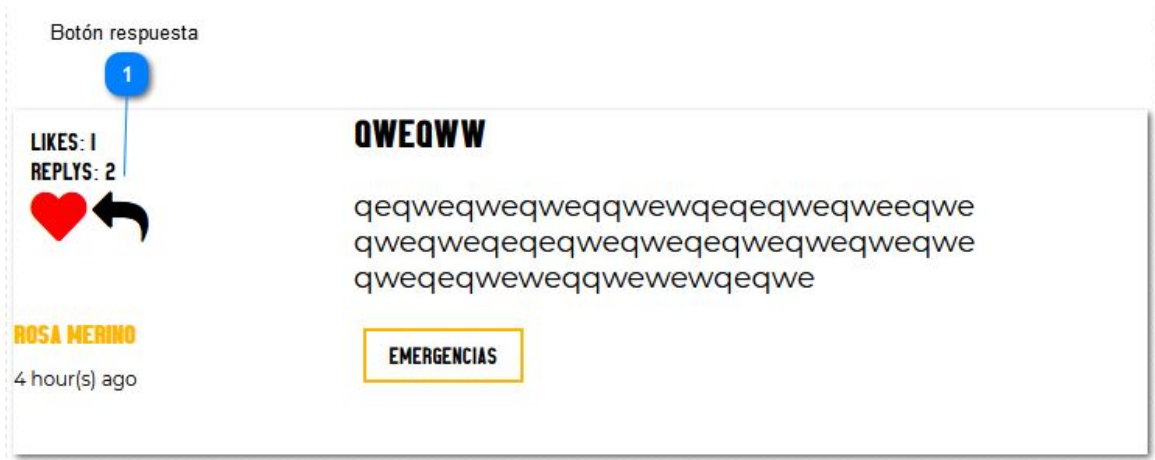 Botón respuesta
1
LIKES: 1
REPLYS: 2
QWEQWW
qeqweqweqweqqwewqeqeqweqweeqwe
qweqweqeqeqweqweqeqweqweqweqwe
qweqeqweweqqwewewqeqwe
ROSA MERINO
4 hour(s) ago
EMERGENCIAS